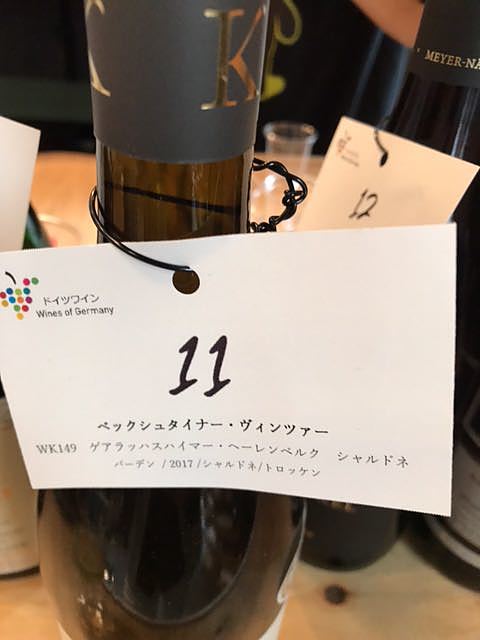 K
MEYER-NÄ
12
ドイツワイン
Wines of Germany
11
ベックシュタイナー・ヴィンツァー
WK149 ゲアラッハスハイマー・ヘーレンベルク シャルドネ
バーデン / 2017 /シャルドネ/トロッケン